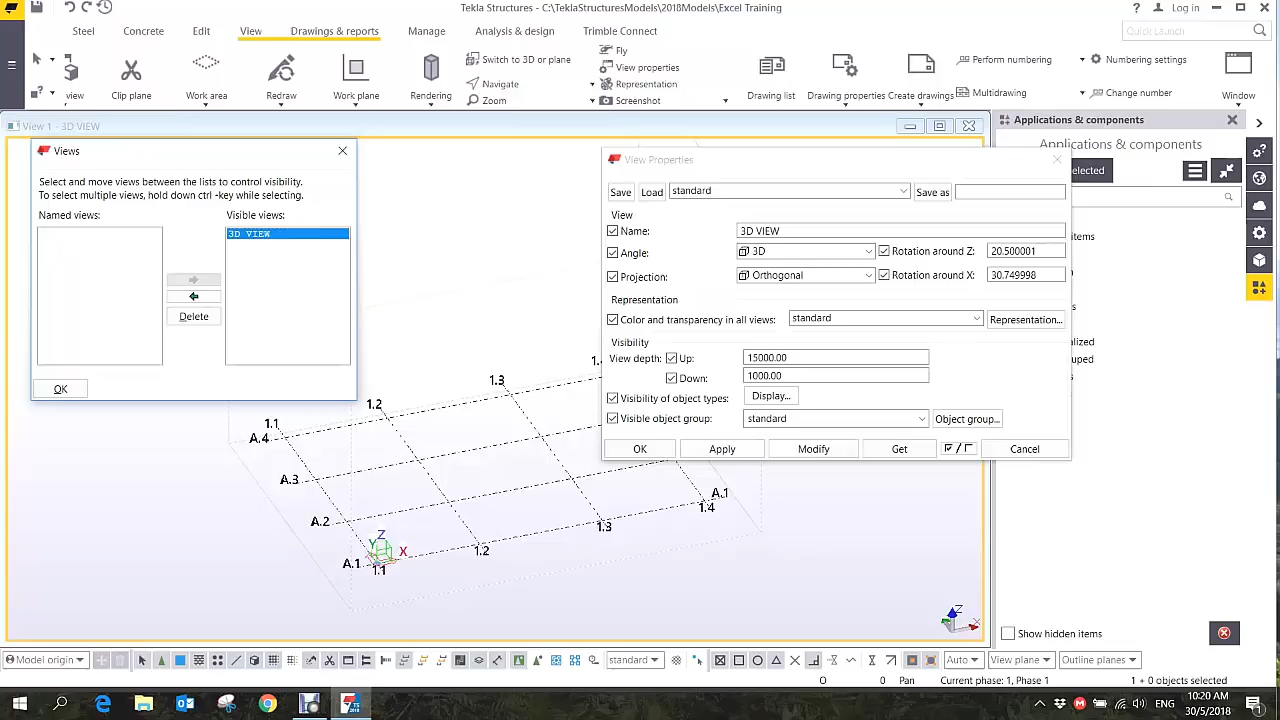 Tekla Structures - C:\TeklaStructuresModels\2018Models\Excel Training
? Log in
Steel Concrete Edit View Drawings & reports Manage Analysis & design Trimble Connect
Quick Launch
view
Clip plane
Work area
Redraw
Work plane
Rendering
Switch to 3D or plane
Navigate
Zoom
Fly
View properties
Representation
Screenshot
Drawing list
Drawing properties
Create drawings
Perform numbering
Multidrawing
Numbering settings
Change number
Window
View 1 - 3D VIEW
Applications & components
Applications & components
elected
items
alized
uped
Show hidden items
Views
Select and move views between the lists to control visibility.
To select multiple views, hold down ctrl -key while selecting.
Named views: Visible views:
3D VIEW
Delete
OK
View Properties
Save Load standard Save as
View
Name: 3D VIEW
Angle: 3D Rotation around Z: 20.500001
Projection: Orthogonal Rotation around X: 30.749998
Representation
Color and transparency in all views: standard Representation...
Visibility
View depth: Up: 15000.00
Down: 1000.00
Visibility of object types: Display...
Visible object group: standard Object group...
OK Apply Modify Get Cancel
1.3
1.2
1.1
A.4
A.3
A.2
A.1
1.1
1.2
1.3
1.4
A.1
Z
Y
X
Z
X
Model origin standard Auto View plane Outline planes
O 0 Pan Current phase: 1, Phase 1 1 + 0 objects selected
TS
2018
ENG
10:20 AM
30/5/2018